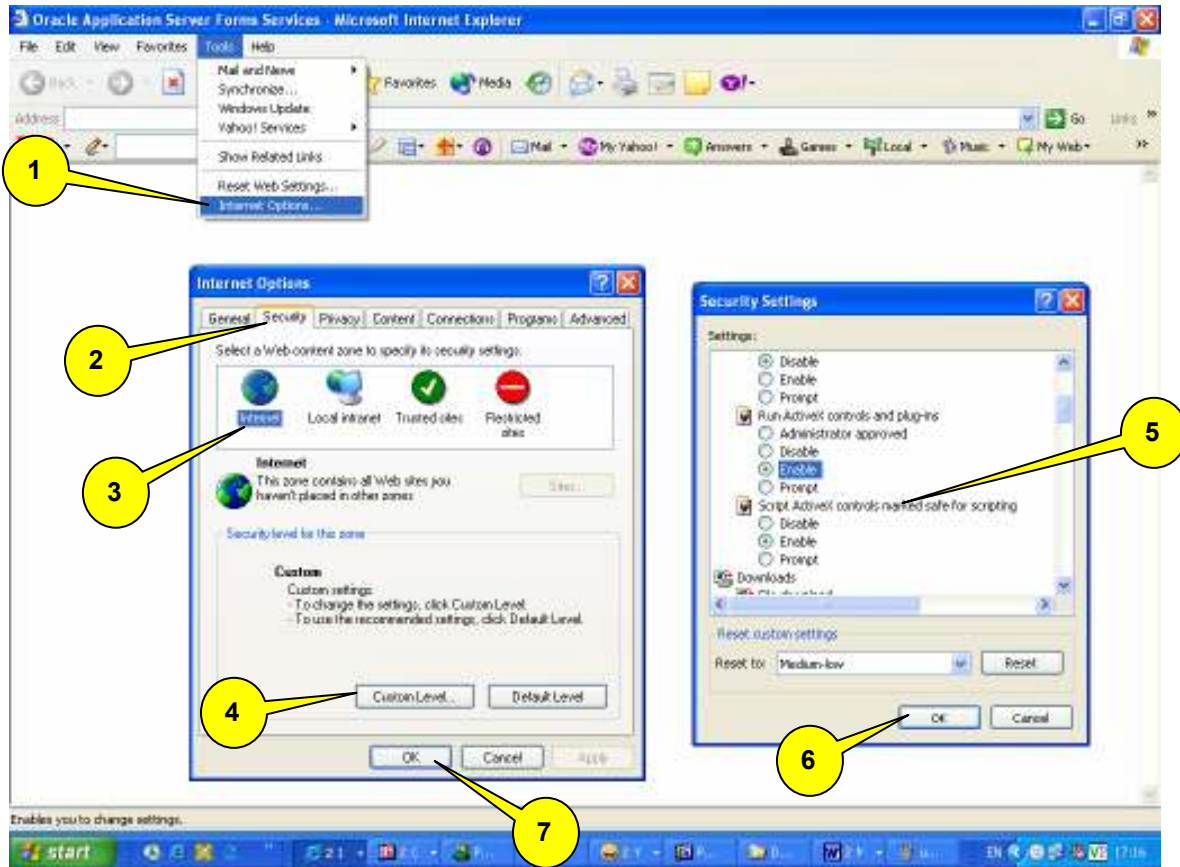 Oracle Application Server Forms Services - Microsoft Internet Explorer
File Edit View Favorites Tools Help
Mail and News
Synchronize...
Windows Update
Yahoo! Services
Show Related Links
Reset Web Settings...
Internet Options...
Back Favorites Media
Address Go Links
Mail My Yahoo! Answers Games Local Music My Web
1
Internet Options
General Security Privacy Content Connections Programs Advanced
2
Select a Web content zone to specify its security settings.
Internet Local intranet Trusted sites Restricted sites
3
Internet
This zone contains all Web sites you
haven't placed in other zones
Sites...
Security level for this zone
Custom
Custom settings
- To change the settings, click Custom Level.
- To use the recommended settings, click Default Level.
4
Custom Level... Default Level
OK Cancel Apply
7
Security Settings
Settings:
Disable
Enable
Prompt
Run ActiveX controls and plug-ins
Administrator approved
Disable
Enable
Prompt
5
Script ActiveX controls marked safe for scripting
Disable
Enable
Prompt
Downloads
File download
Reset custom settings
Reset to: Medium-low Reset
OK Cancel
6
Enables you to change settings.
start EN 17:16